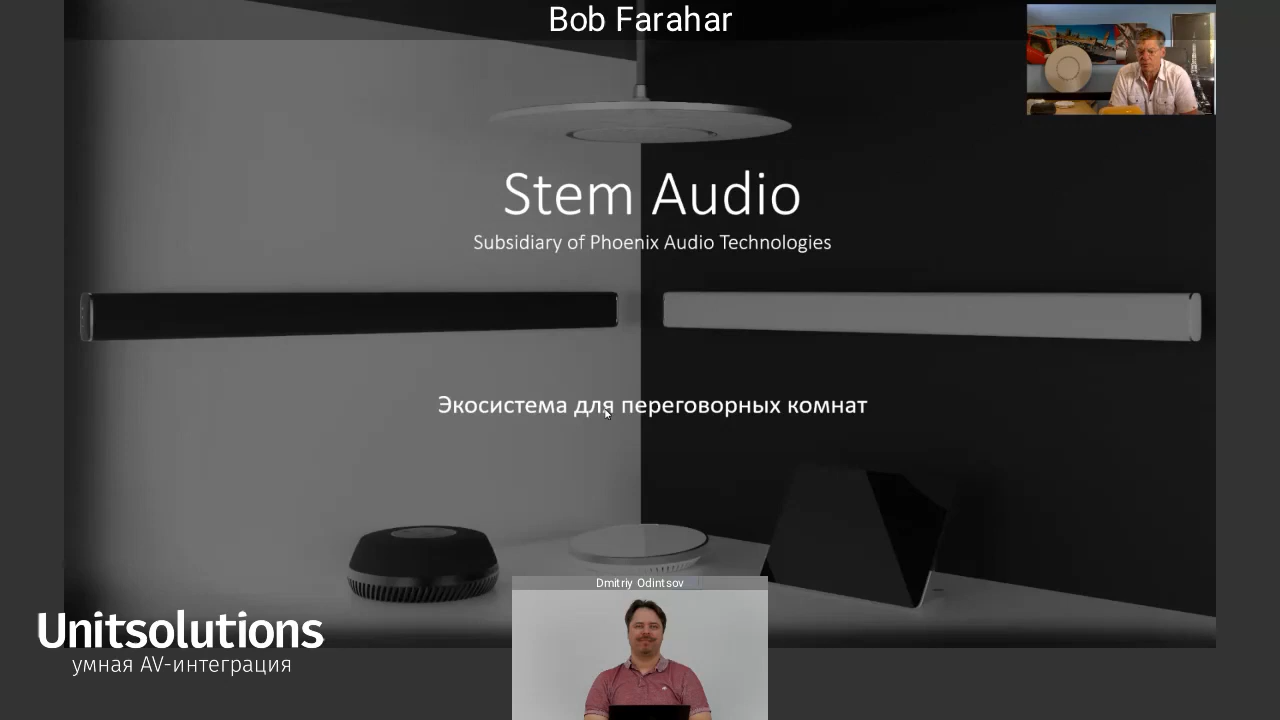 Bob Farahar
Stem Audio
Subsidiary of Phoenix Audio Technologies
Экосистема для переговорных комнат
Dmitriy Odintsov
Unitsolutions
умная AV-интеграция